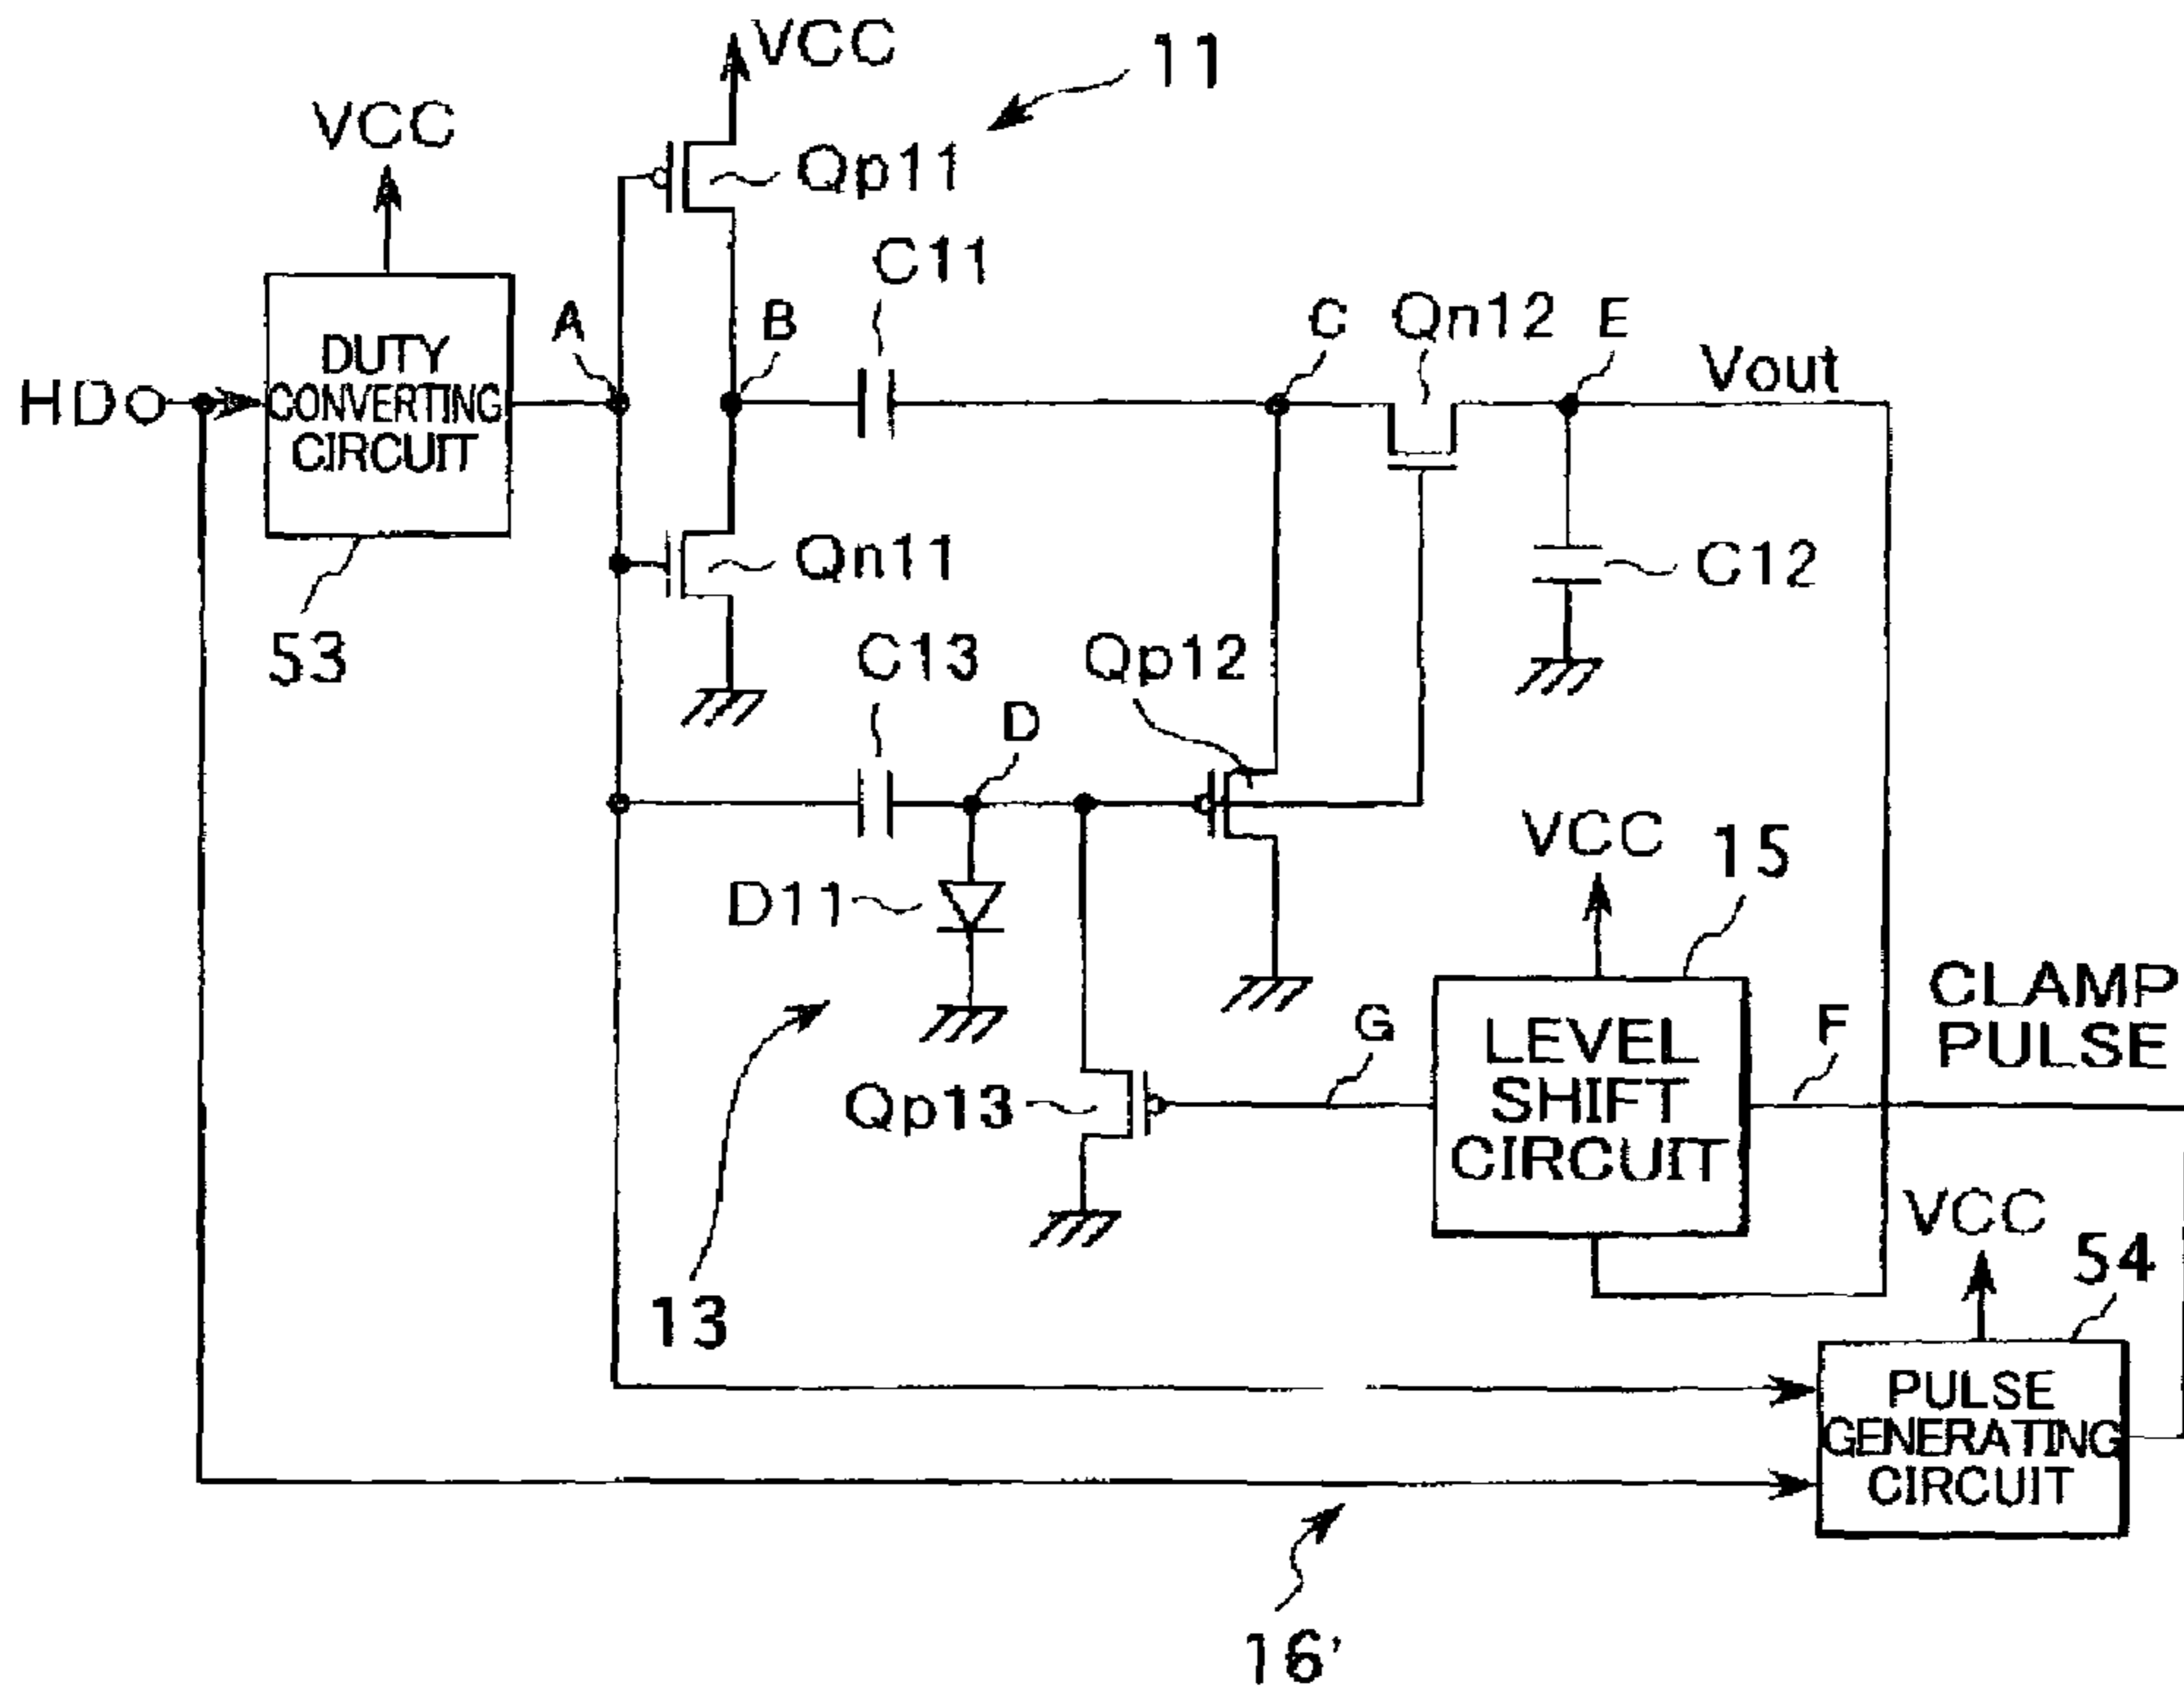 VCC
11
VCC
Qp11
C11
A
B
C
Qn12
E
Vout
HD
DUTY
CONVERTING
CIRCUIT
Qn11
C12
53
C13
Qp12
D
VCC
15
D11
CLAMP
PULSE
G
F
LEVEL
SHIFT
CIRCUIT
Qp13
VCC
54
13
PULSE
GENERATING
CIRCUIT
16'